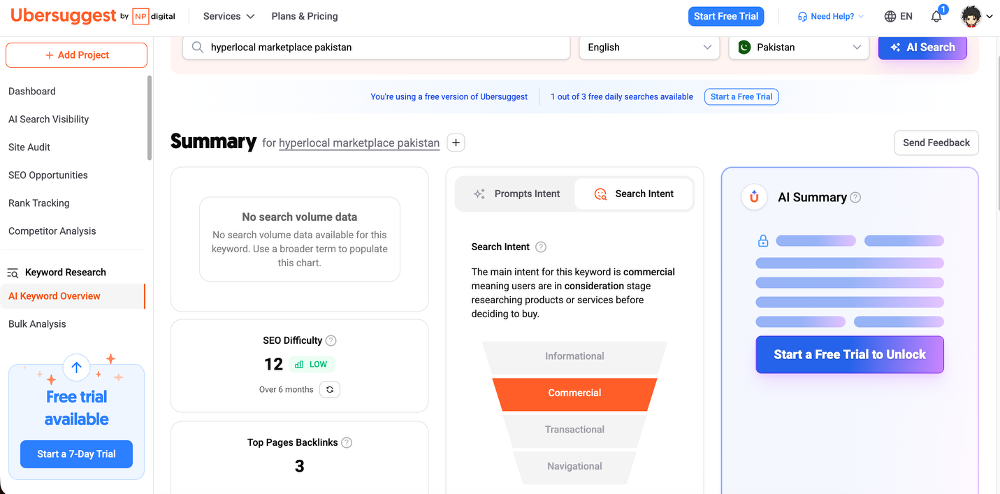 Ubersuggest by NP digital
Services
Plans & Pricing
Start Free Trial
Need Help?
EN
1
+ Add Project
Dashboard
AI Search Visibility
Site Audit
SEO Opportunities
Rank Tracking
Competitor Analysis
Keyword Research
AI Keyword Overview
Bulk Analysis
Free trial
available
Start a 7-Day Trial
hyperlocal marketplace pakistan
English
Pakistan
AI Search
You're using a free version of Ubersuggest
1 out of 3 free daily searches available
Start a Free Trial
Summary for hyperlocal marketplace pakistan +
Send Feedback
No search volume data
No search volume data available for this
keyword. Use a broader term to populate
this chart.
SEO Difficulty ?
12 LOW
Over 6 months
Top Pages Backlinks ?
3
Prompts Intent
Search Intent
Search Intent ?
The main intent for this keyword is commercial
meaning users are in consideration stage
researching products or services before
deciding to buy.
Informational
Commercial
Transactional
Navigational
AI Summary ?
Start a Free Trial to Unlock